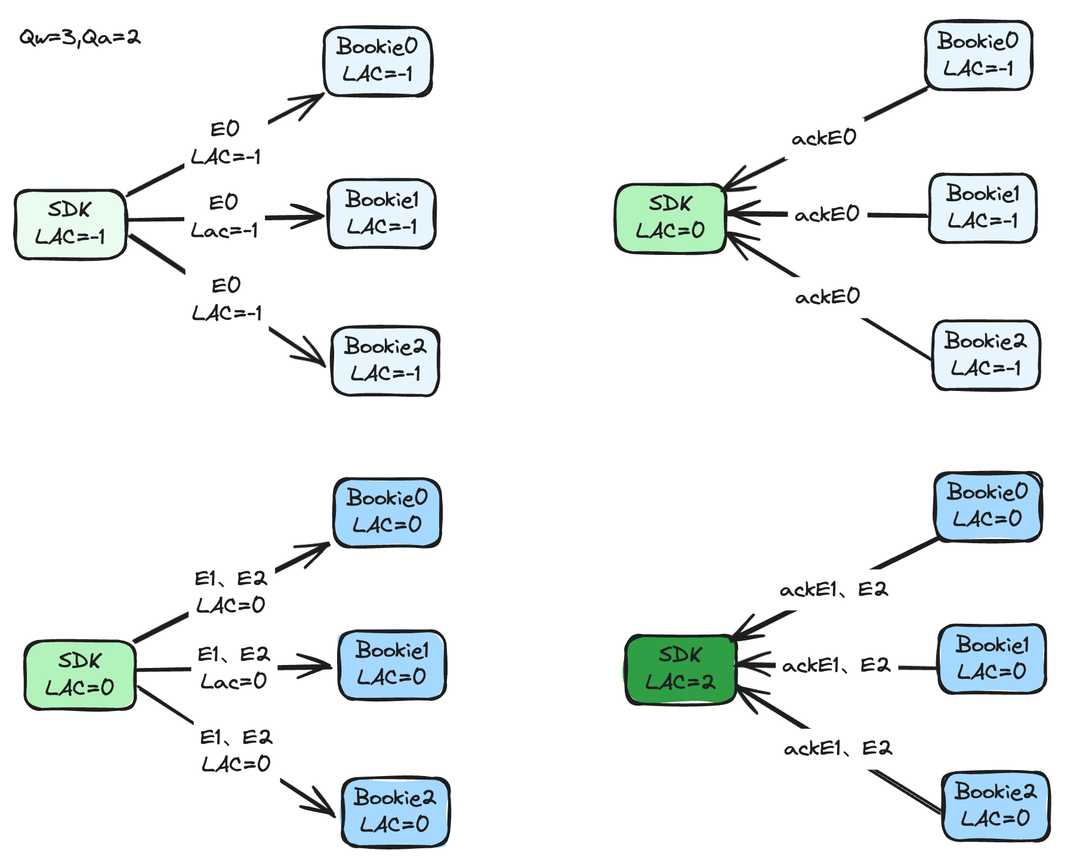 Qw=3,Qa=2
Bookie0
LAC=-1
E0
LAC=-1
SDK
LAC=-1
E0
Lac=-1
Bookie1
LAC=-1
E0
LAC=-1
Bookie2
LAC=-1
Bookie0
LAC=-1
ackE0
SDK
LAC=0
ackE0
Bookie1
LAC=-1
ackE0
Bookie2
LAC=-1
Bookie0
LAC=0
E1、E2
LAC=0
SDK
LAC=0
E1、E2
Lac=0
Bookie1
LAC=0
E1、E2
LAC=0
Bookie2
LAC=0
Bookie0
LAC=0
ackE1、E2
SDK
LAC=2
ackE1、E2
Bookie1
LAC=0
ackE1、E2
Bookie2
LAC=0